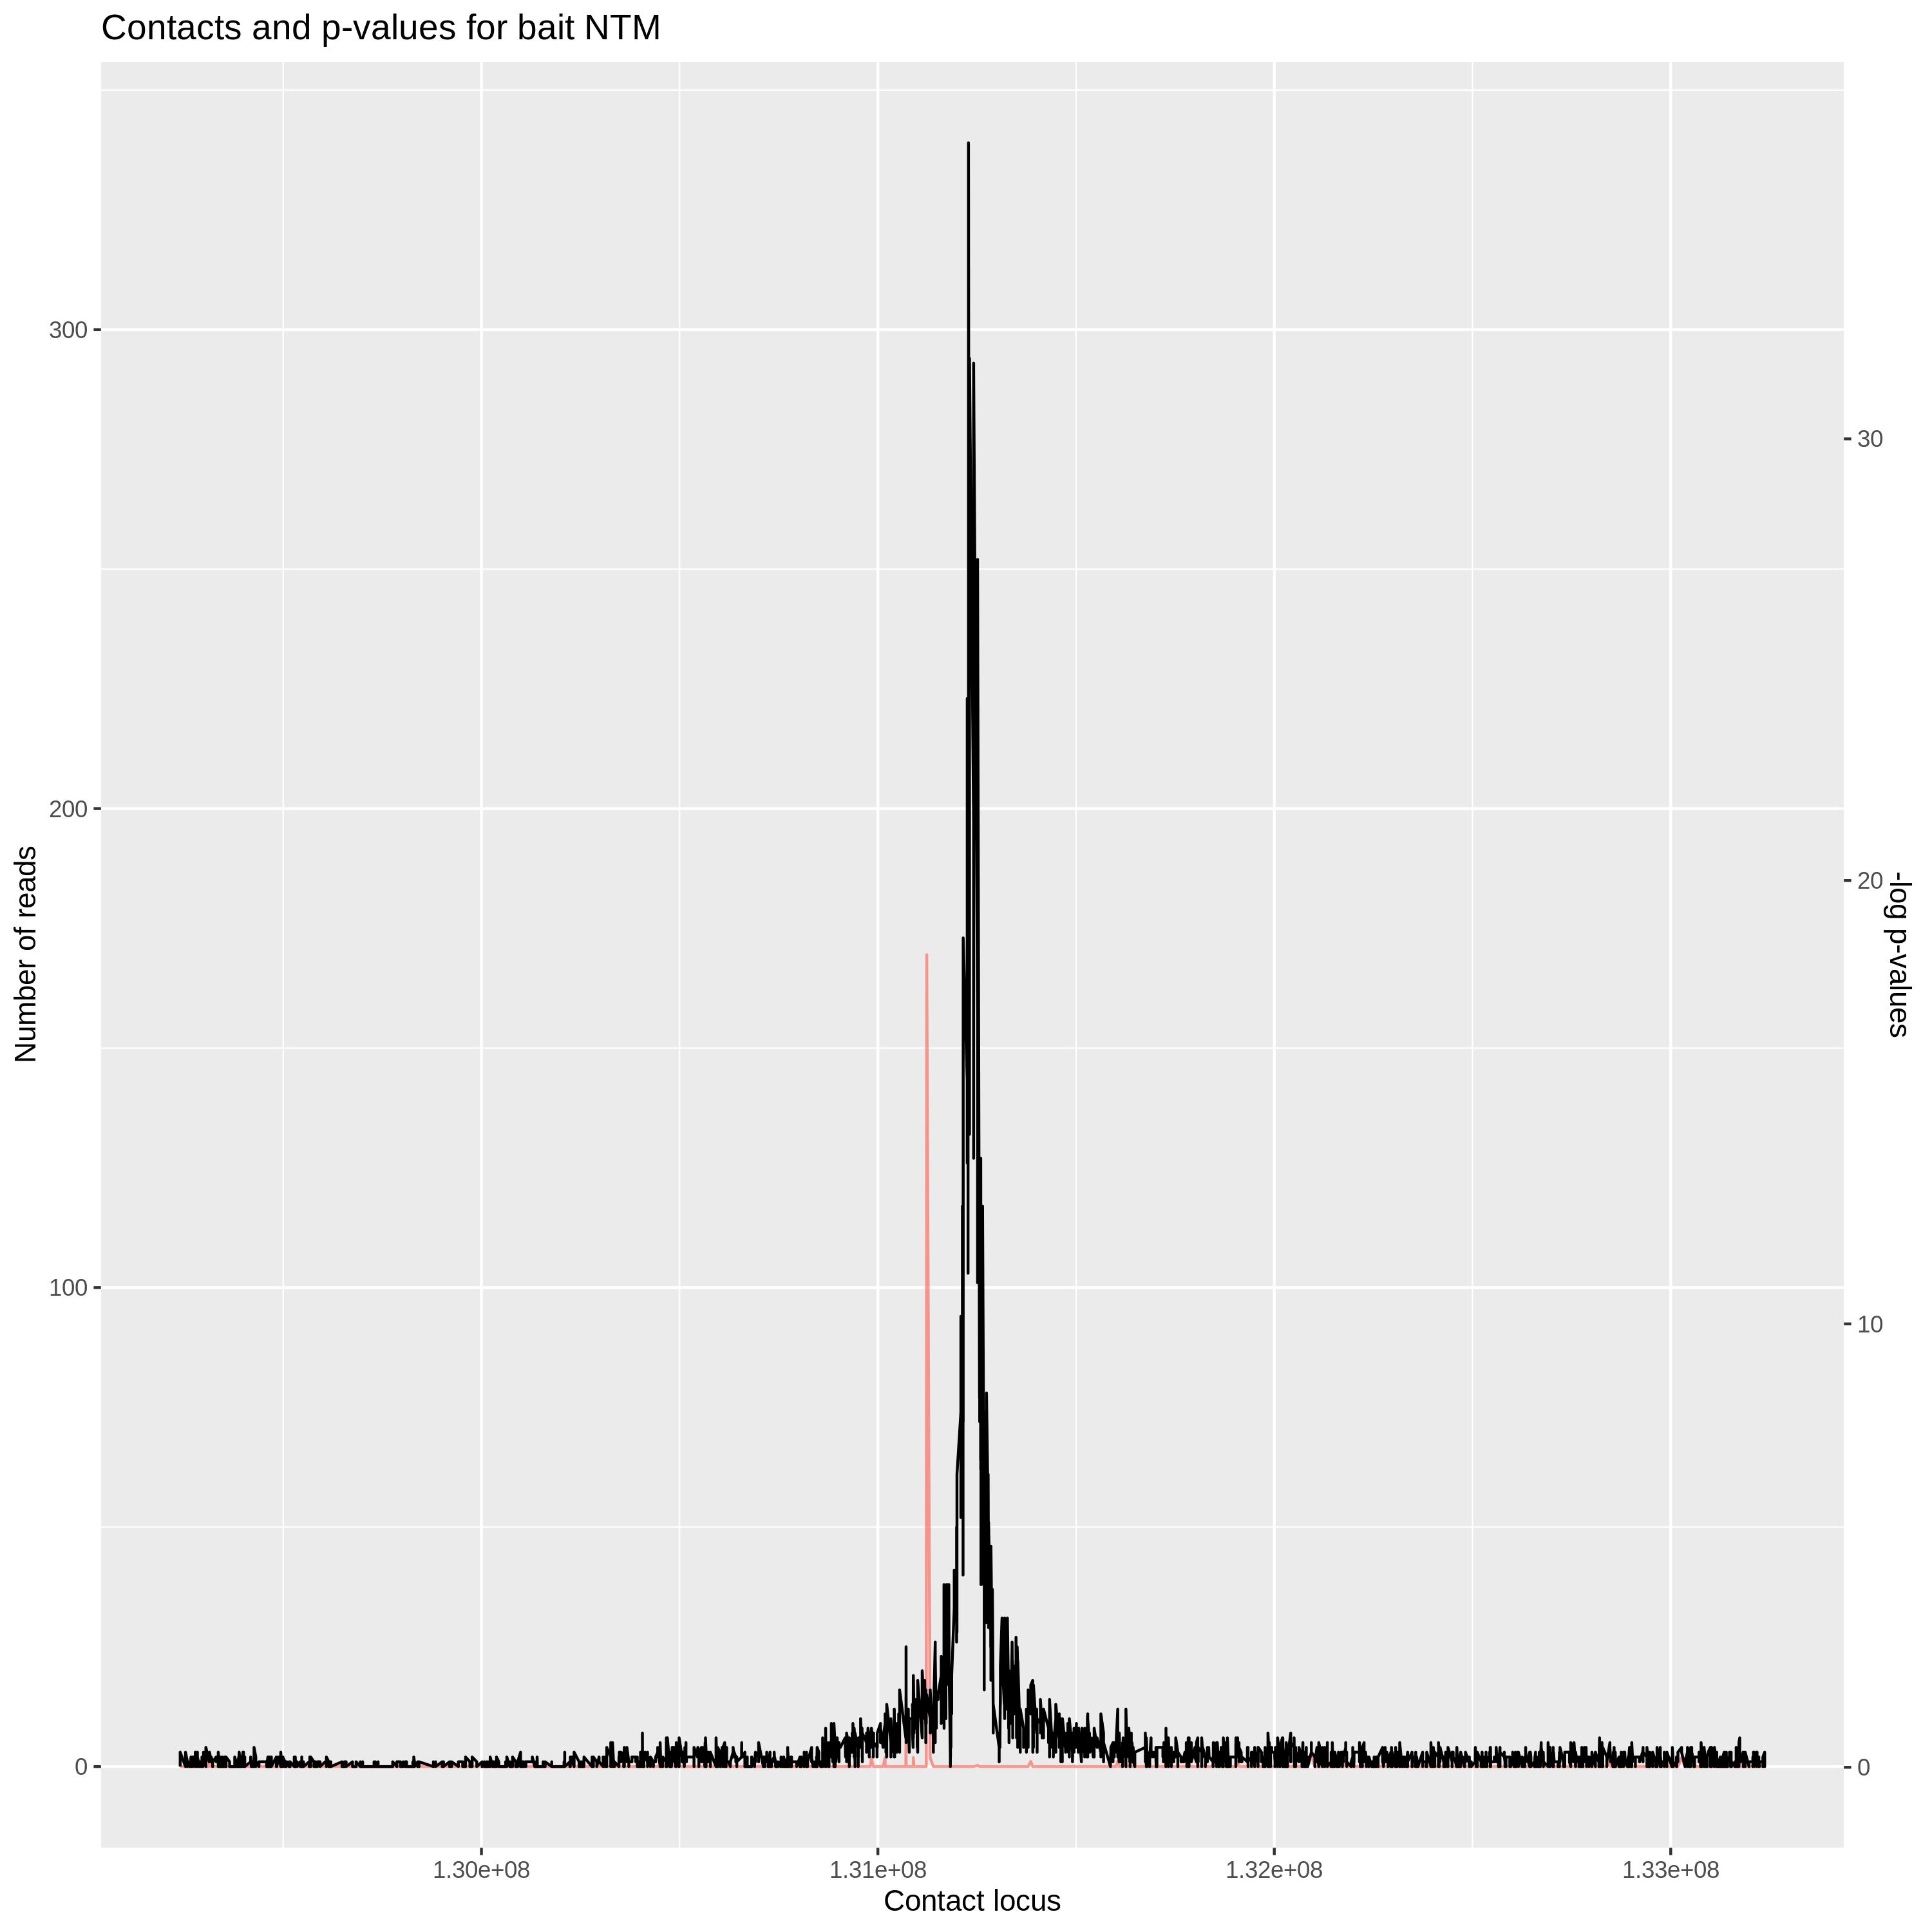 Contacts and p-values for bait NTM
300
200
100
0
Number of reads
30
20
10
0
-log p-values
1.30e+08
1.31e+08
1.32e+08
1.33e+08
Contact locus